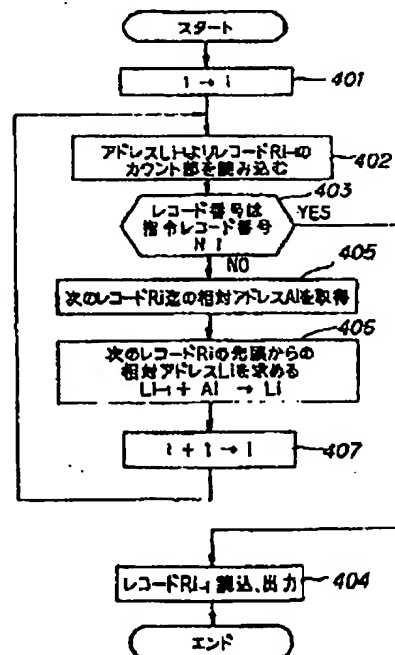 スタート
1 → i
401
アドレスLi-1よりレコードRi-1の
カウント部を読み込む
402
403
レコード番号は
指令レコード番号
N I
YES
NO
405
次のレコードRi迄の相対アドレスAiを取得
406
次のレコードRiの先頭からの
相対アドレスLiを求める
Li-1 + Ai → Li
i + 1 → i
407
レコードRi-1 読込、出力
404
エンド